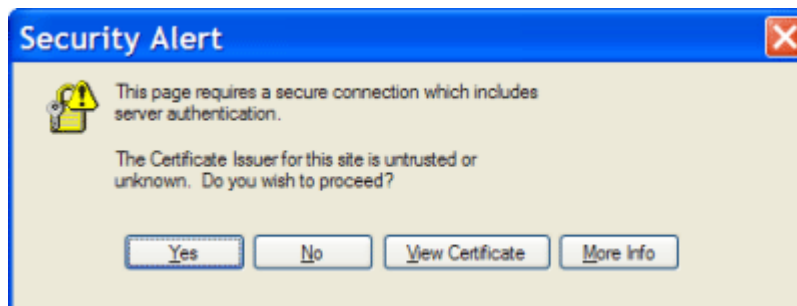 Security Alert
This page requires a secure connection which includes
server authentication.
The Certificate Issuer for this site is untrusted or
unknown. Do you wish to proceed?
Yes No View Certificate More Info